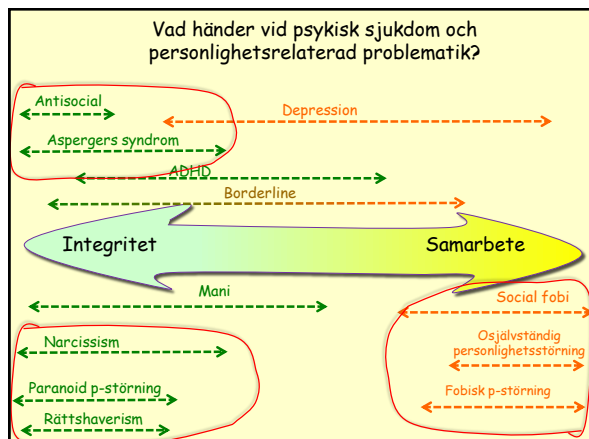 Vad händer vid psykisk sjukdom och
personlighetsrelaterad problematik?
Antisocial
Depression
Aspergers syndrom
ADHD
Borderline
Integritet
Samarbete
Mani
Social fobi
Narcissism
Osjälvständig
personlighetsstörning
Paranoid p-störning
Fobisk p-störning
Rättshaverism